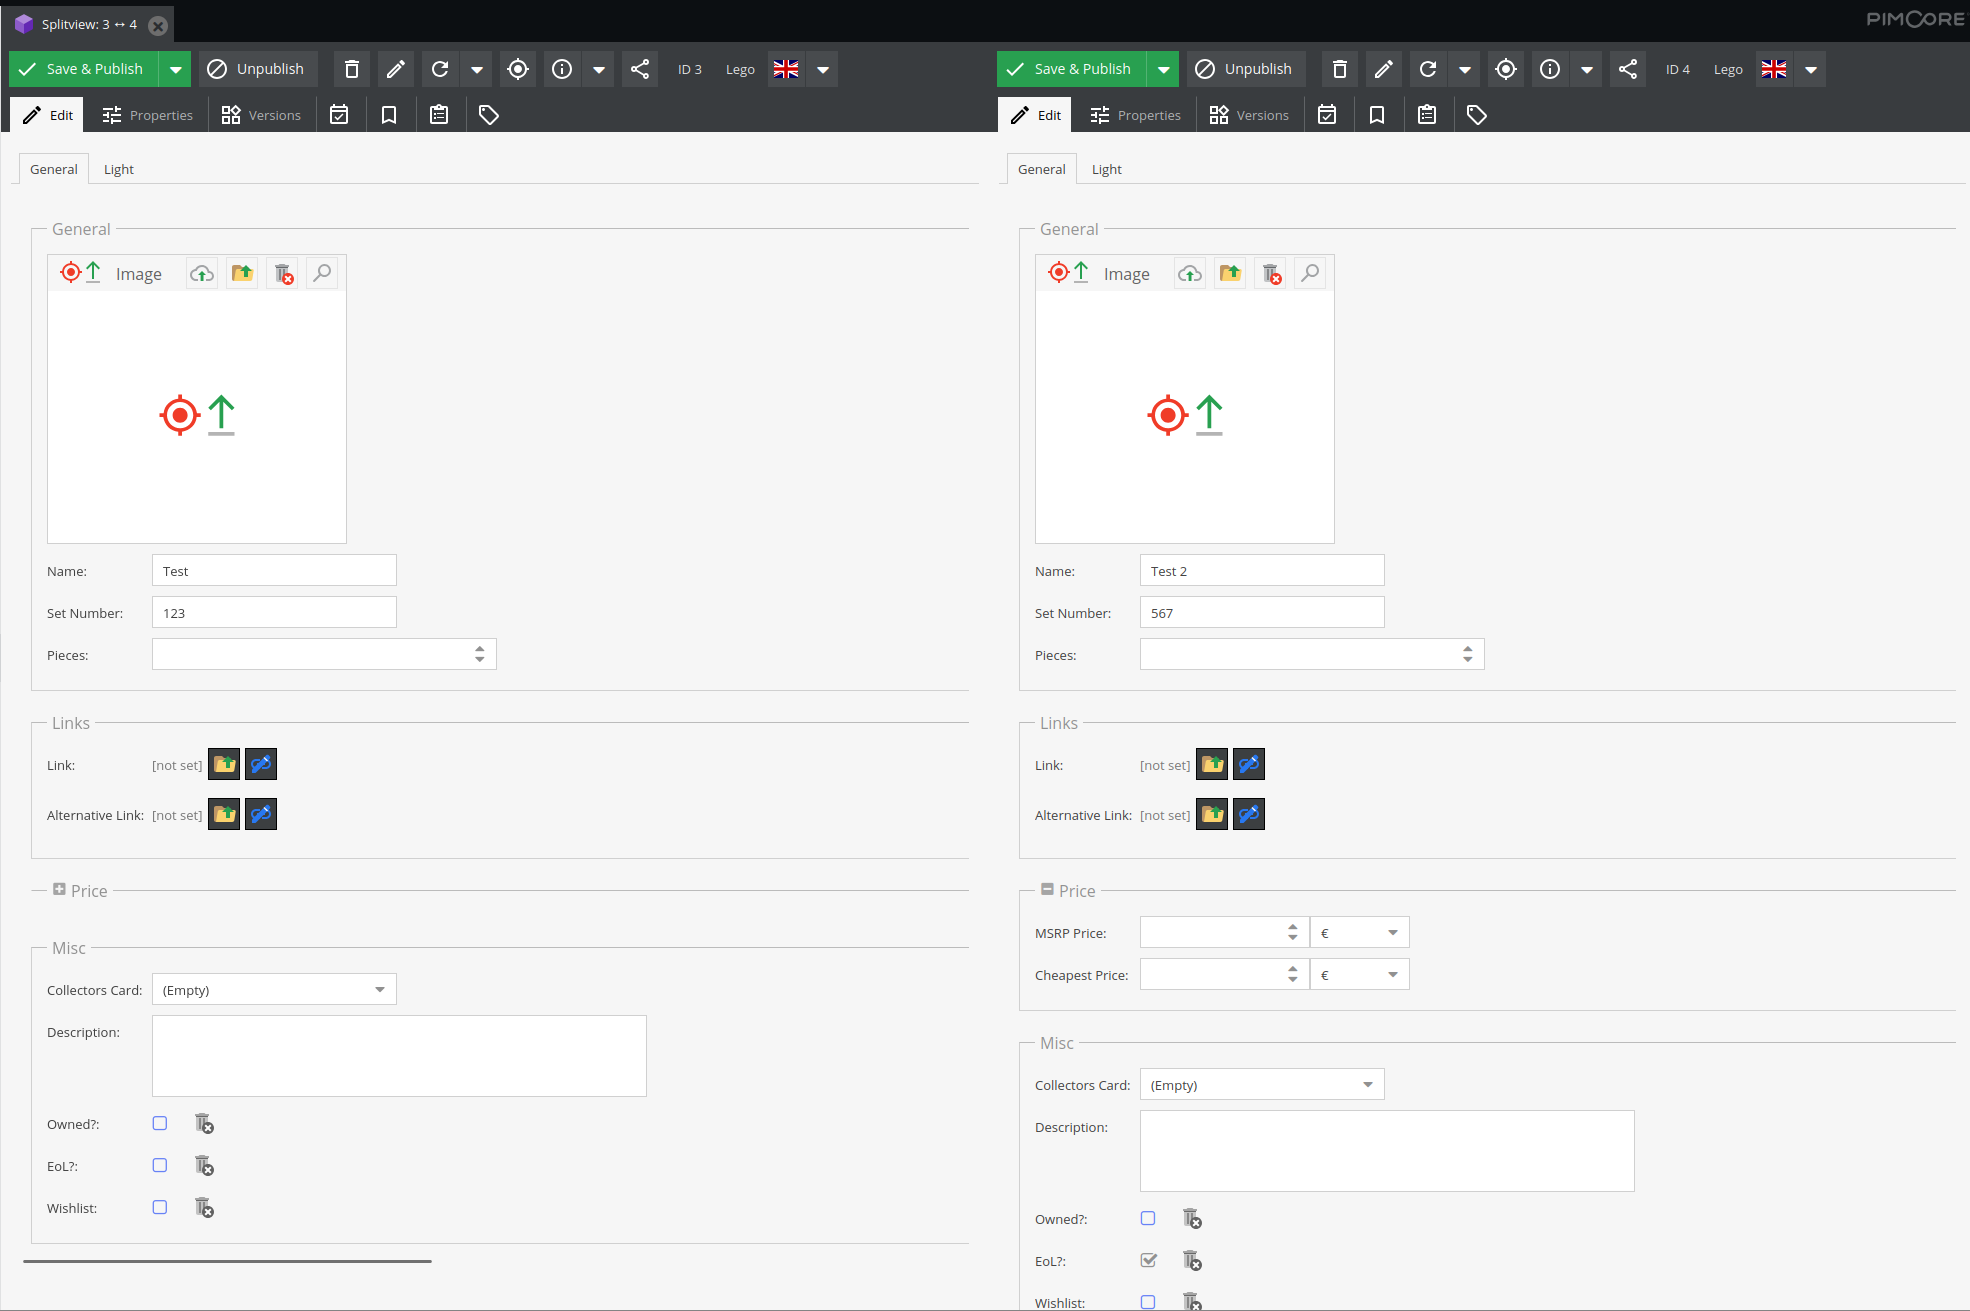 Splitview: 3 ↔ 4
PIMCORE
Save & Publish
Unpublish
ID 3
Lego
Edit
Properties
Versions
General
Light
General
Image
Name:
Test
Set Number:
123
Pieces:
Links
Link:
[not set]
Alternative Link:
[not set]
Price
Misc
Collectors Card:
(Empty)
Description:
Owned?:
EoL?:
Wishlist:
Save & Publish
Unpublish
ID 4
Lego
Edit
Properties
Versions
General
Light
General
Image
Name:
Test 2
Set Number:
567
Pieces:
Links
Link:
[not set]
Alternative Link:
[not set]
Price
MSRP Price:
€
Cheapest Price:
€
Misc
Collectors Card:
(Empty)
Description:
Owned?:
EoL?:
Wishlist: